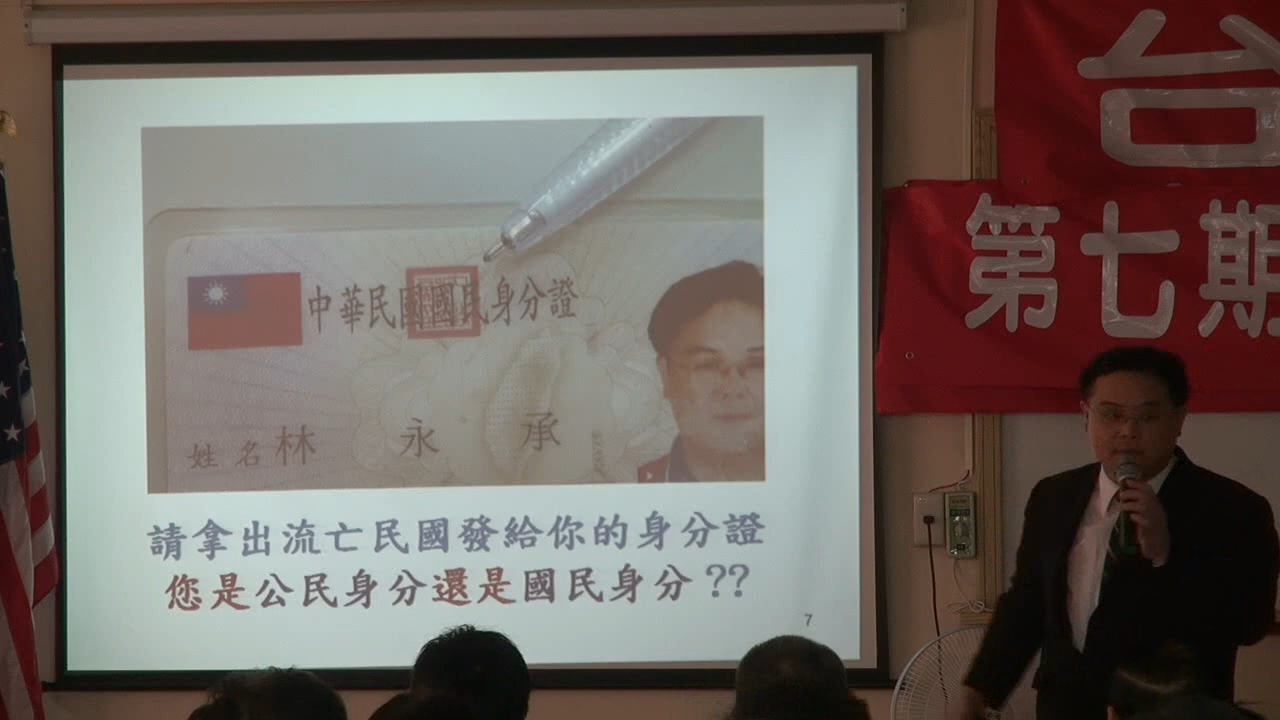 中華民國國民身分證
姓名 林 永 承
請拿出流亡民國發給你的身分證
您是公民身分還是國民身分??
7
台
第七期